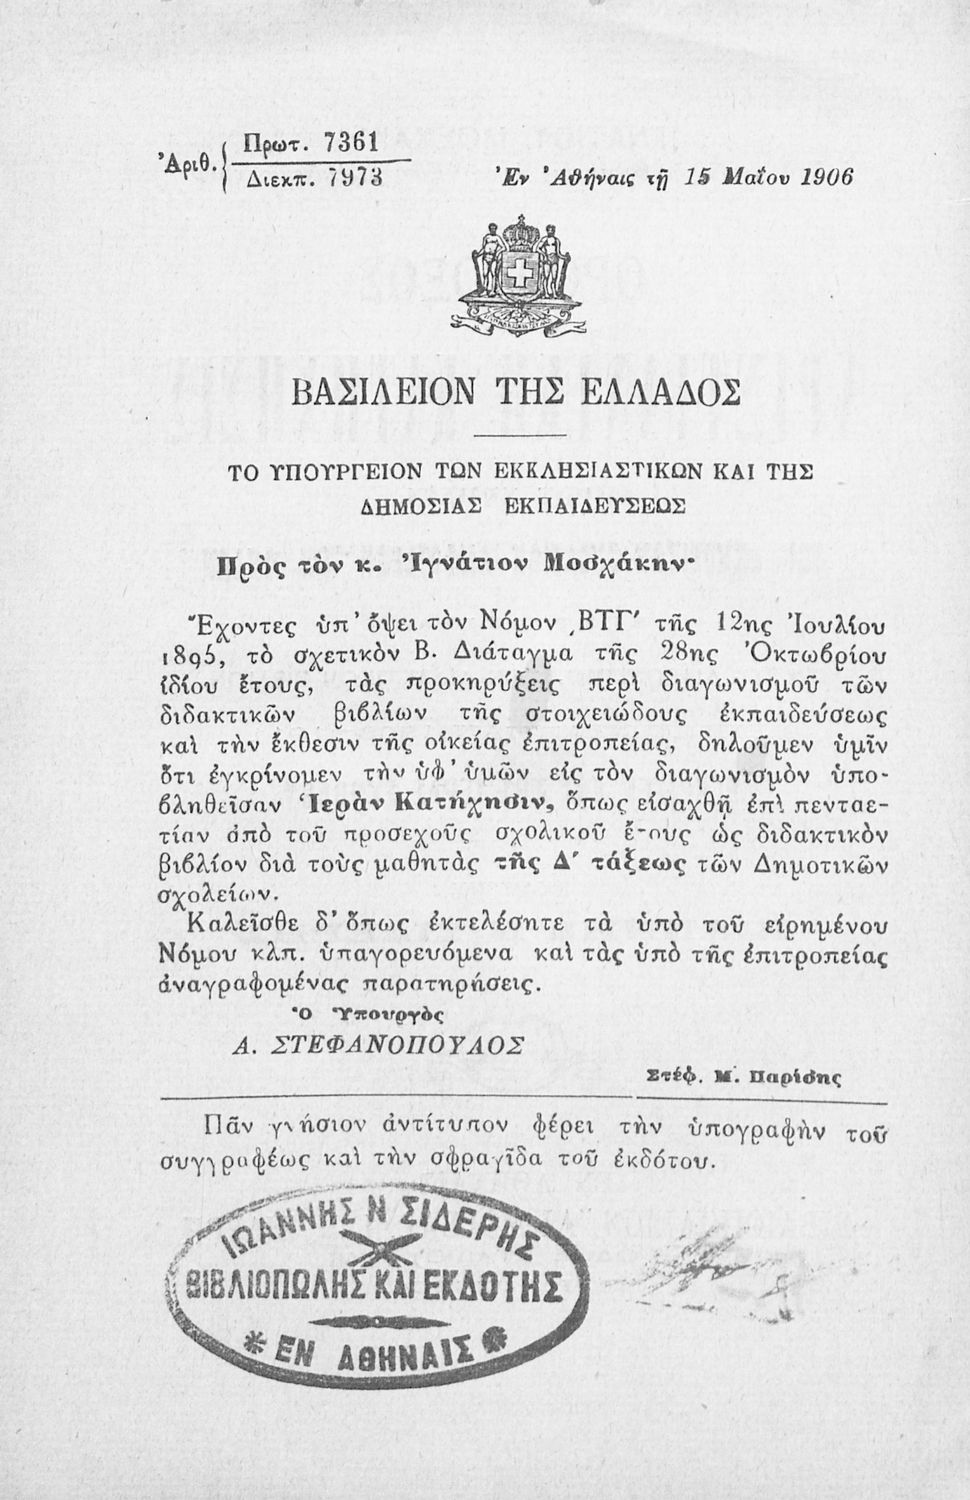 Ἀριθ. { Πρωτ. 7361
Διεκπ. 7973
Ἐν Ἀθήναις τῇ 15 Μαΐου 1906
ΒΑΣΙΛΕΙΟΝ ΤΗΣ ΕΛΛΑΔΟΣ
ΤΟ ΥΠΟΥΡΓΕΙΟΝ ΤΩΝ ΕΚΚΛΗΣΙΑΣΤΙΚΩΝ ΚΑΙ ΤΗΣ
ΔΗΜΟΣΙΑΣ ΕΚΠΑΙΔΕΥΣΕΩΣ
Πρὸς τὸν κ. Ἰγνάτιον Μοσχάκην·
Ἔχοντες ὑπ' ὄψει τὸν Νόμον ͵ΒΤΓ′ τῆς 12ης Ἰουλίου
1895, τὸ σχετικὸν Β. Διάταγμα τῆς 28ης Ὀκτωβρίου
ἰδίου ἔτους, τὰς προκηρύξεις περὶ διαγωνισμοῦ τῶν
διδακτικῶν βιβλίων τῆς στοιχειώδους ἐκπαιδεύσεως
καὶ τὴν ἔκθεσιν τῆς οἰκείας ἐπιτροπείας, δηλοῦμεν ὑμῖν
ὅτι ἐγκρίνομεν τὴν ὑφ' ὑμῶν εἰς τὸν διαγωνισμὸν ὑπο-
βληθεῖσαν Ἱερὰν Κατήχησιν, ὅπως εἰσαχθῇ ἐπὶ πενταε-
τίαν ἀπὸ τοῦ προσεχοῦς σχολικοῦ ἔτους ὡς διδακτικὸν
βιβλίον διὰ τοὺς μαθητὰς τῆς Δ′ τάξεως τῶν Δημοτικῶν
σχολείων.
Καλεῖσθε δ' ὅπως ἐκτελέσητε τὰ ὑπὸ τοῦ εἰρημένου
Νόμου κλπ. ὑπαγορευόμενα καὶ τὰς ὑπὸ τῆς ἐπιτροπείας
ἀναγραφομένας παρατηρήσεις.
Ὁ Ὑπουργὸς
Α. ΣΤΕΦΑΝΟΠΟΥΛΟΣ
Στέφ. Μ. Παρίσης
Πᾶν γνήσιον ἀντίτυπον φέρει τὴν ὑπογραφὴν τοῦ
συγγραφέως καὶ τὴν σφραγῖδα τοῦ ἐκδότου.
ΙΩΑΝΝΗΣ Ν ΣΙΔΕΡΗΣ
ΒΙΒΛΙΟΠΩΛΗΣ ΚΑΙ ΕΚΔΟΤΗΣ
* ΕΝ ΑΘΗΝΑΙΣ *